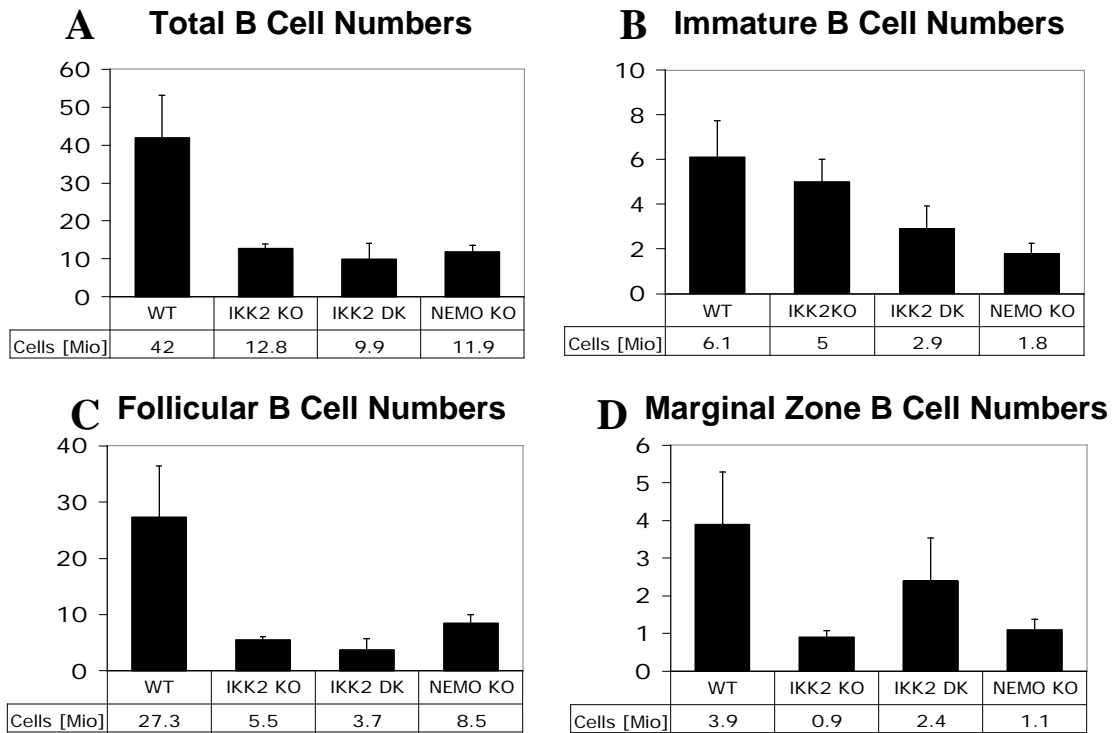 A Total B Cell Numbers
60
50
40
30
20
10
0
WT IKK2 KO IKK2 DK NEMO KO
Cells [Mio] 42 12.8 9.9 11.9
B Immature B Cell Numbers
10
8
6
4
2
0
WT IKK2KO IKK2 DK NEMO KO
Cells [Mio] 6.1 5 2.9 1.8
C Follicular B Cell Numbers
40
30
20
10
0
WT IKK2 KO IKK2 DK NEMO KO
Cells [Mio] 27.3 5.5 3.7 8.5
D Marginal Zone B Cell Numbers
6
5
4
3
2
1
0
WT IKK2 KO IKK2 DK NEMO KO
Cells [Mio] 3.9 0.9 2.4 1.1